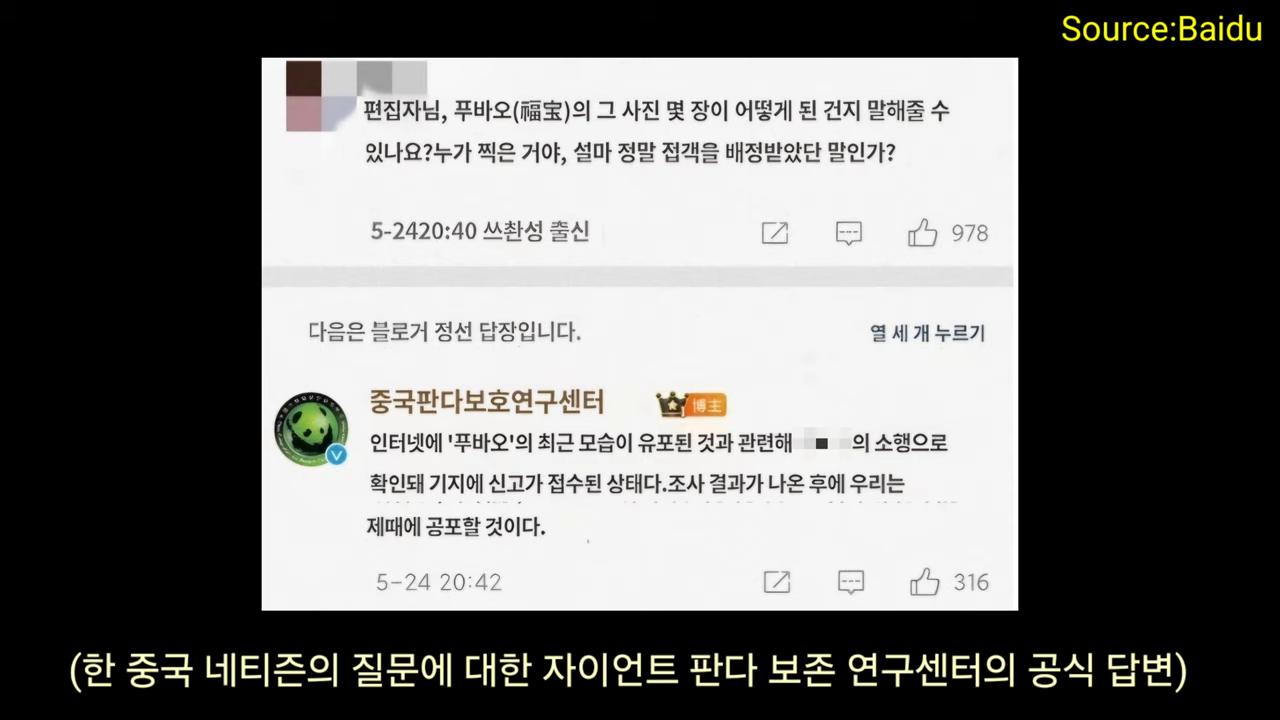 Source:Baidu
편집자님, 푸바오(福宝)의 그 사진 몇 장이 어떻게 된 건지 말해줄 수
있나요?누가 찍은 거야, 설마 정말 접객을 배정받았단 말인가?
5-2420:40 쓰촨성 출신
978
다음은 블로거 정선 답장입니다.
열 세 개 누르기
중국판다보호연구센터
博主
인터넷에 '푸바오'의 최근 모습이 유포된 것과 관련해 의 소행으로
확인돼 기지에 신고가 접수된 상태다.조사 결과가 나온 후에 우리는
제때에 공포할 것이다.
5-24 20:42
316
(한 중국 네티즌의 질문에 대한 자이언트 판다 보존 연구센터의 공식 답변)